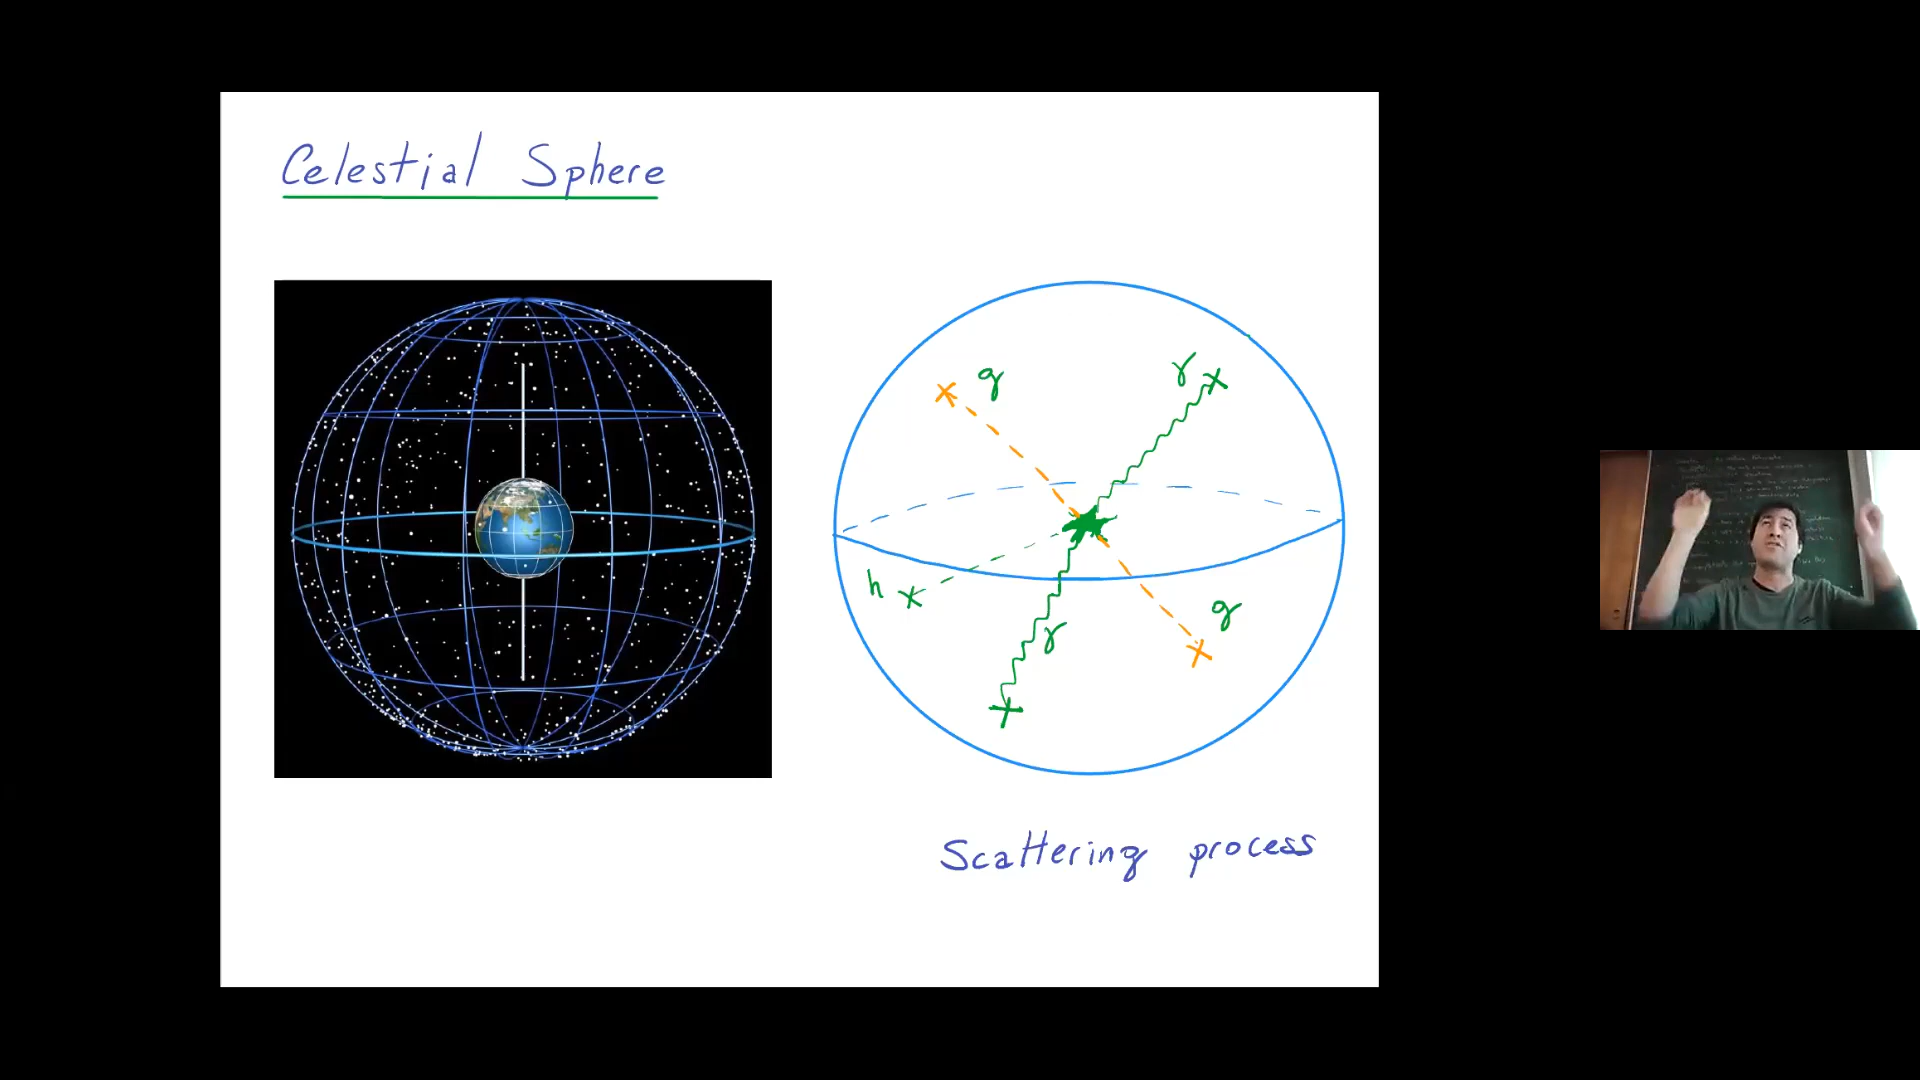 Celestial Sphere
g
γ
h
γ
g
Scattering process